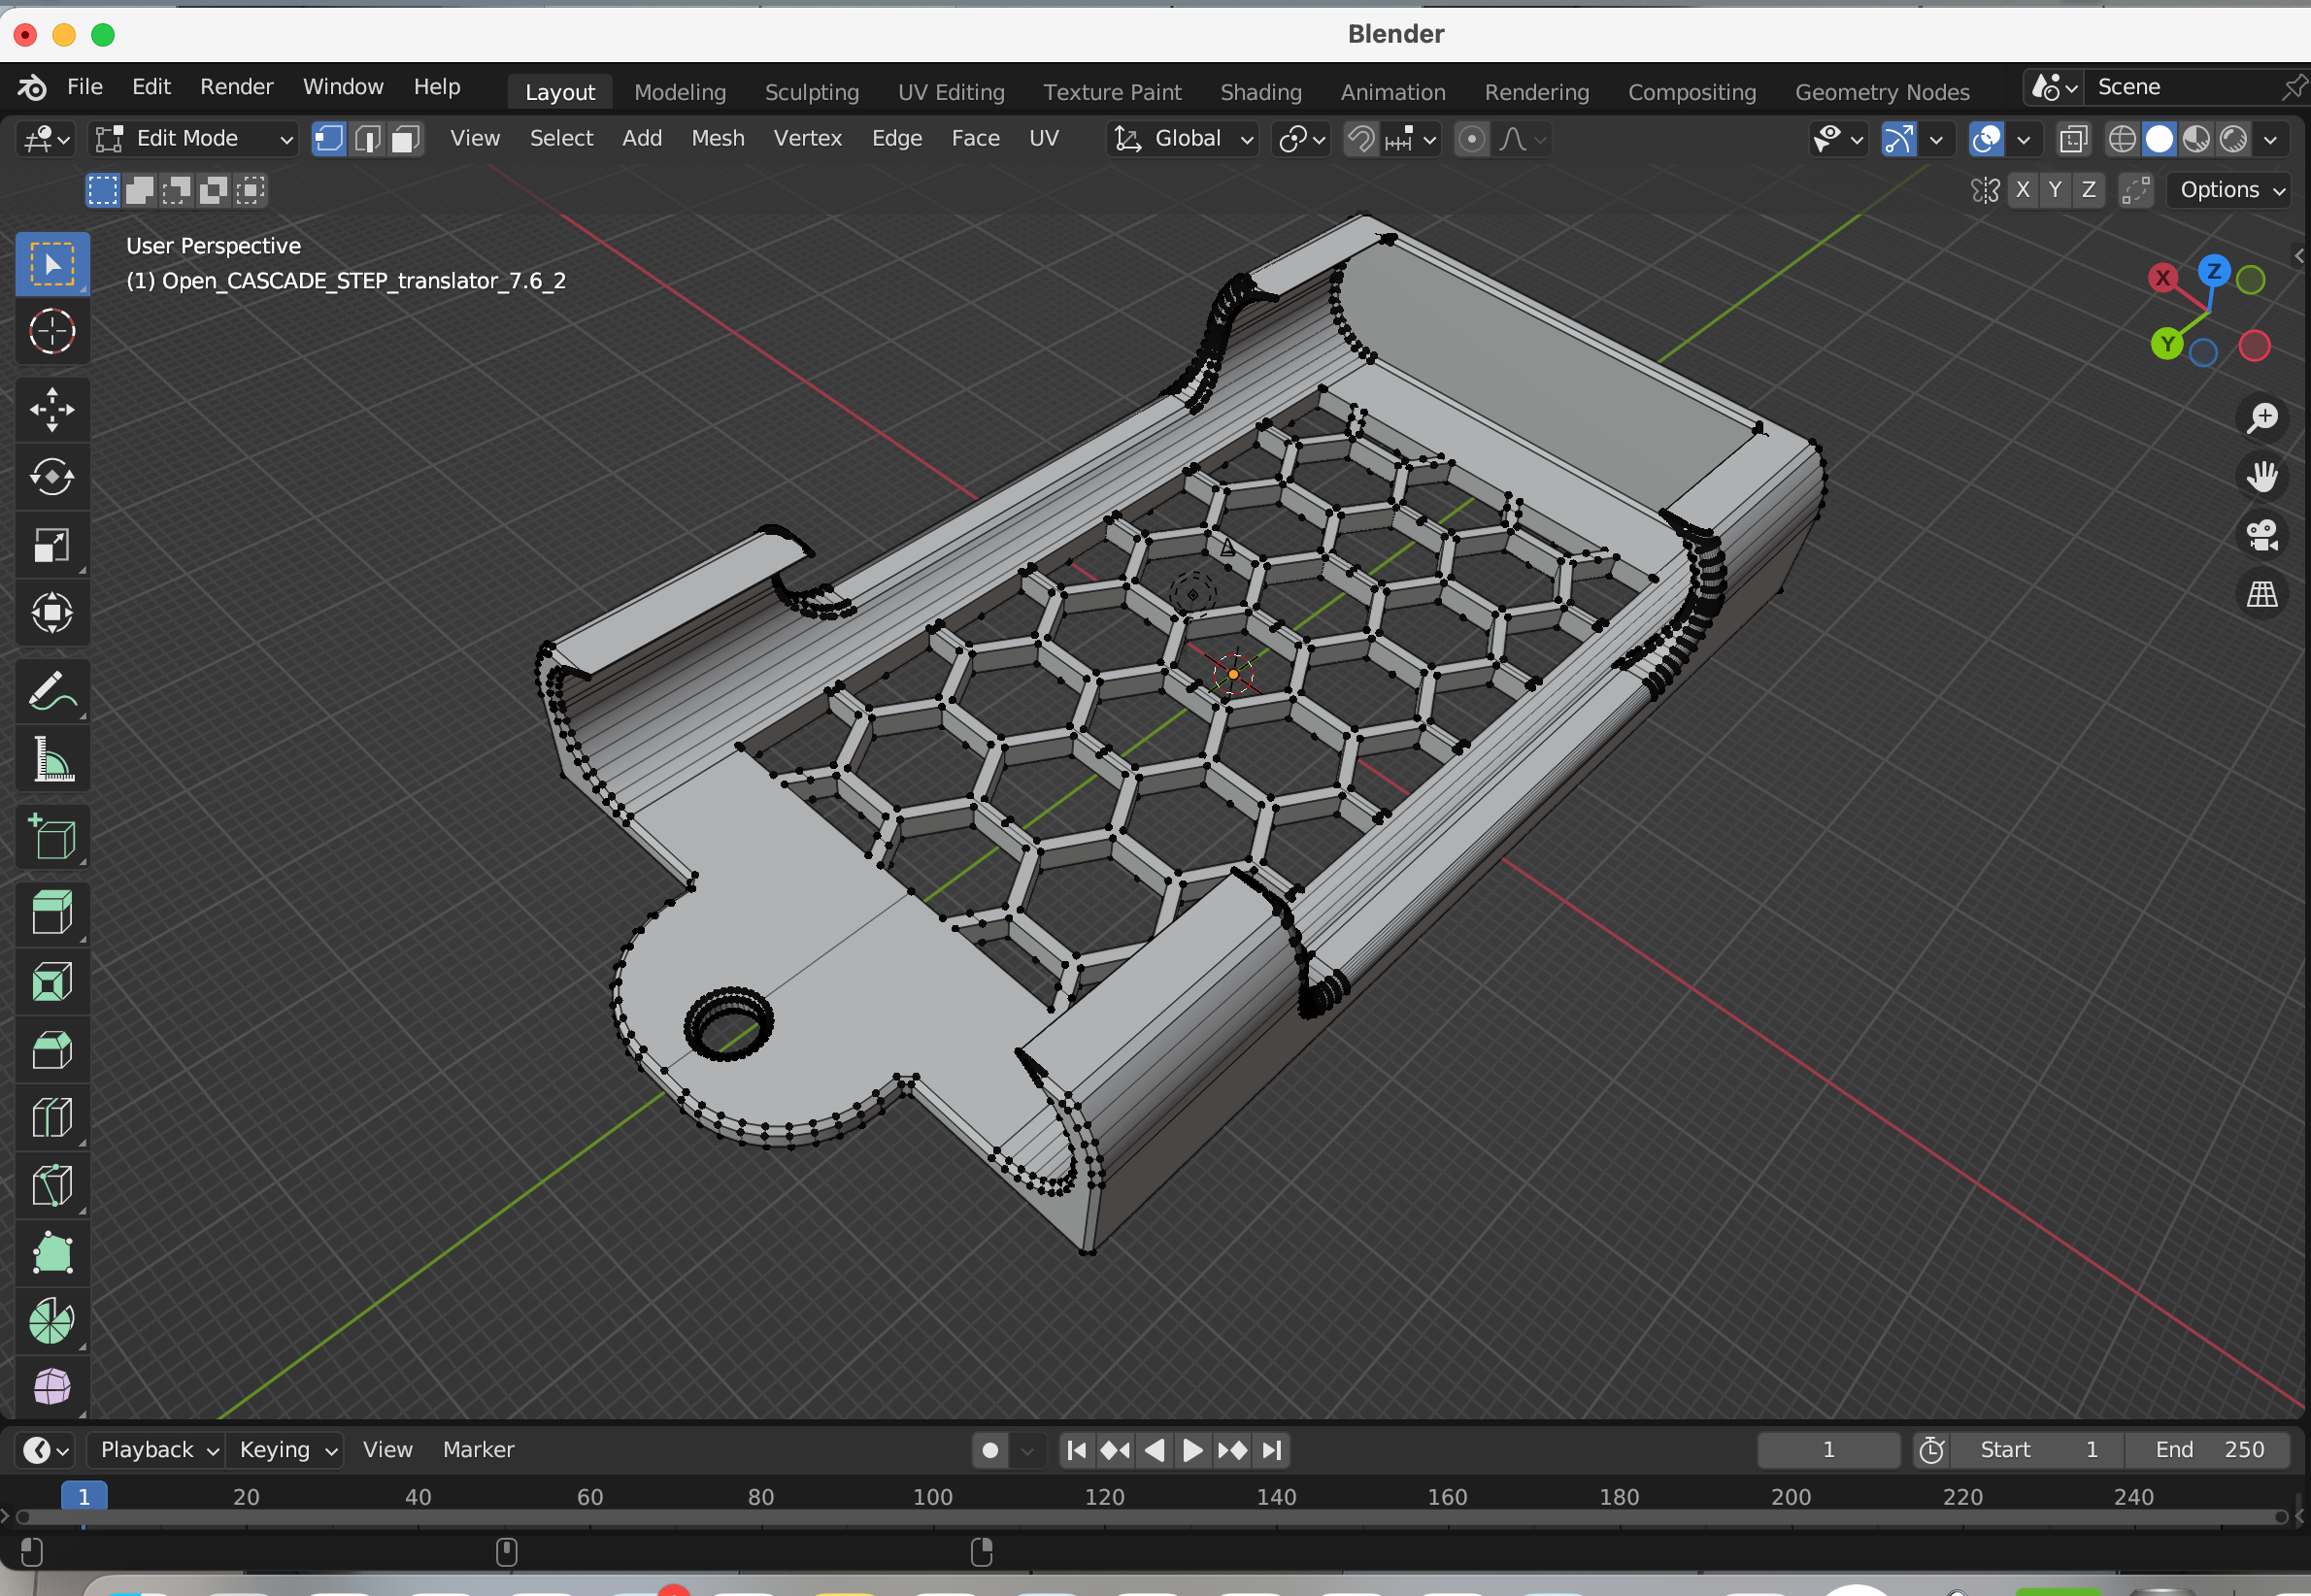 Blender
File Edit Render Window Help Layout Modeling Sculpting UV Editing Texture Paint Shading Animation Rendering Compositing Geometry Nodes Scene
Edit Mode View Select Add Mesh Vertex Edge Face UV Global
X Y Z Options
User Perspective
(1) Open_CASCADE_STEP_translator_7.6_2
X Z
Y
Playback Keying View Marker 1 Start 1 End 250
1 20 40 60 80 100 120 140 160 180 200 220 240